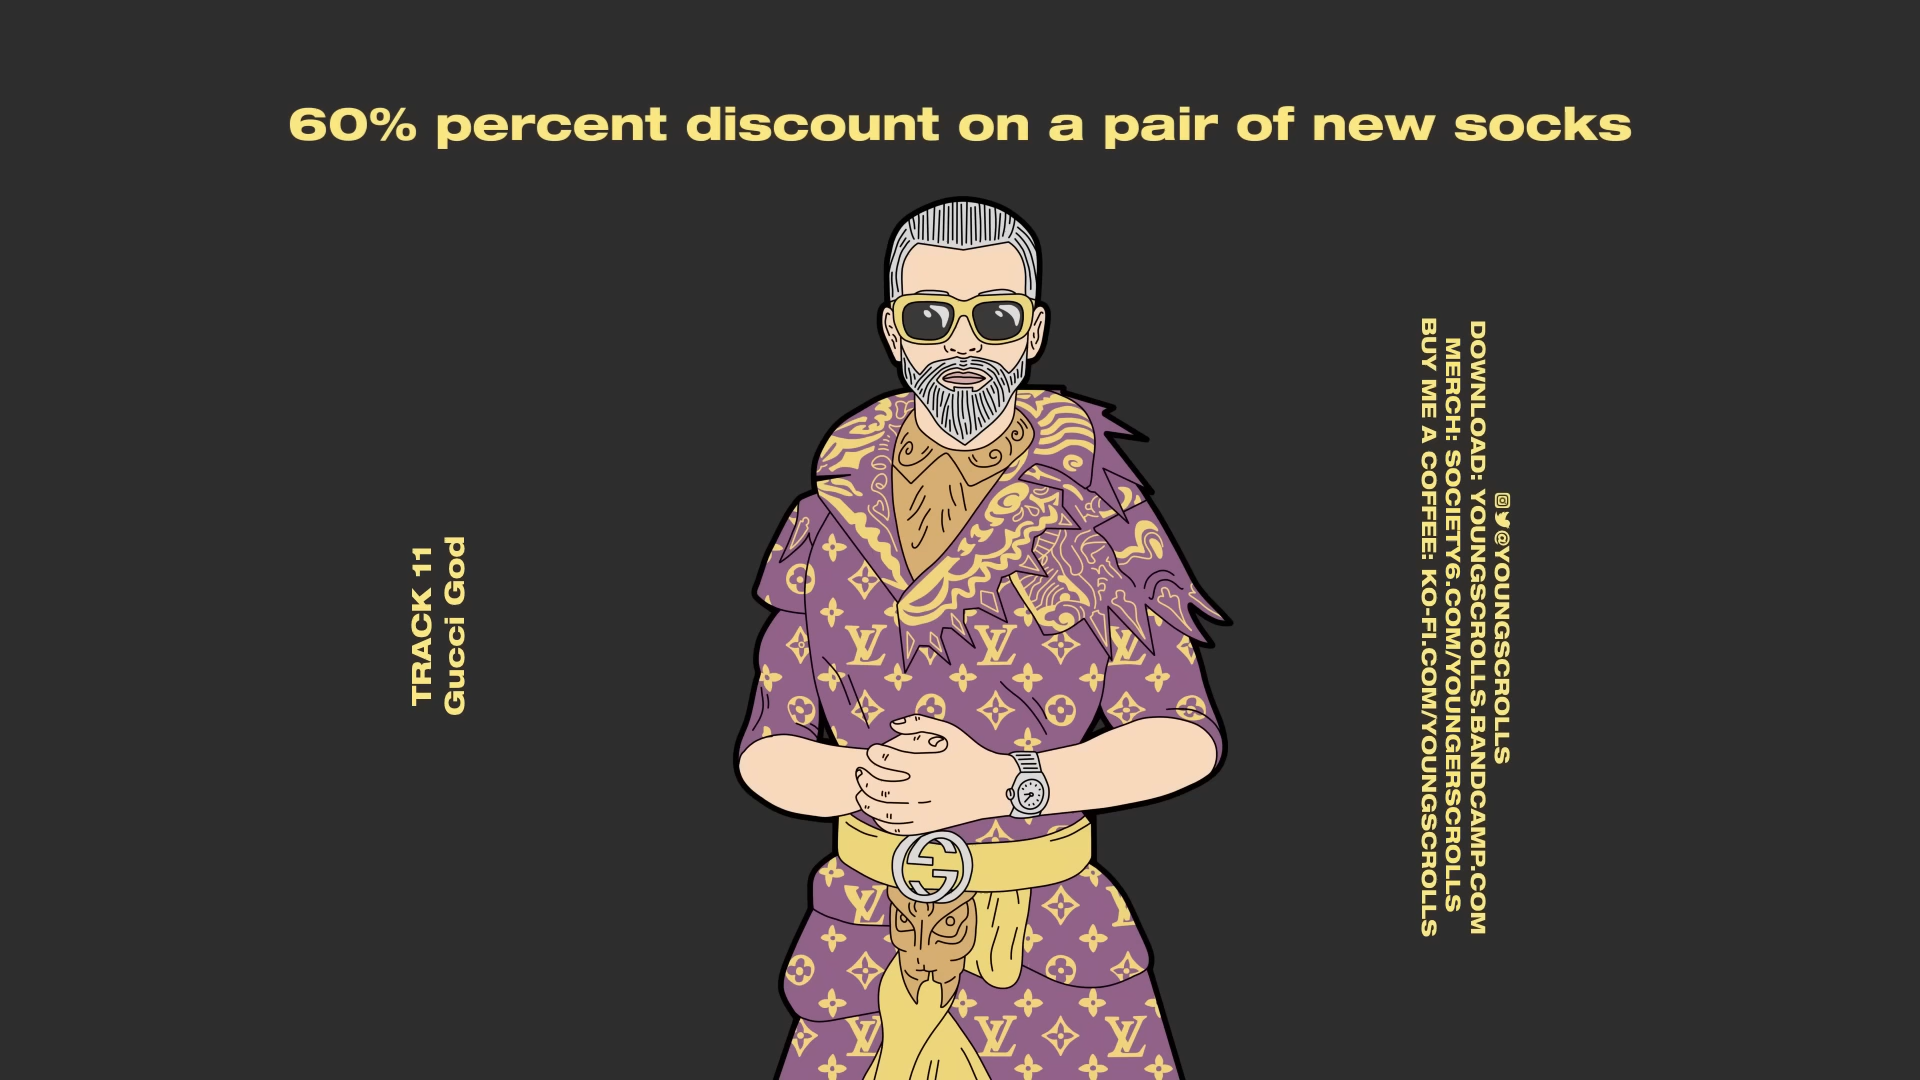 60% percent discount on a pair of new socks
TRACK 11
Gucci God
@YOUNGSCROLLS
DOWNLOAD: YOUNGSCROLLS.BANDCAMP.COM
MERCH: SOCIETY6.COM/YOUNGERSCROLLS
BUY ME A COFFEE: KO-FI.COM/YOUNGSCROLLS